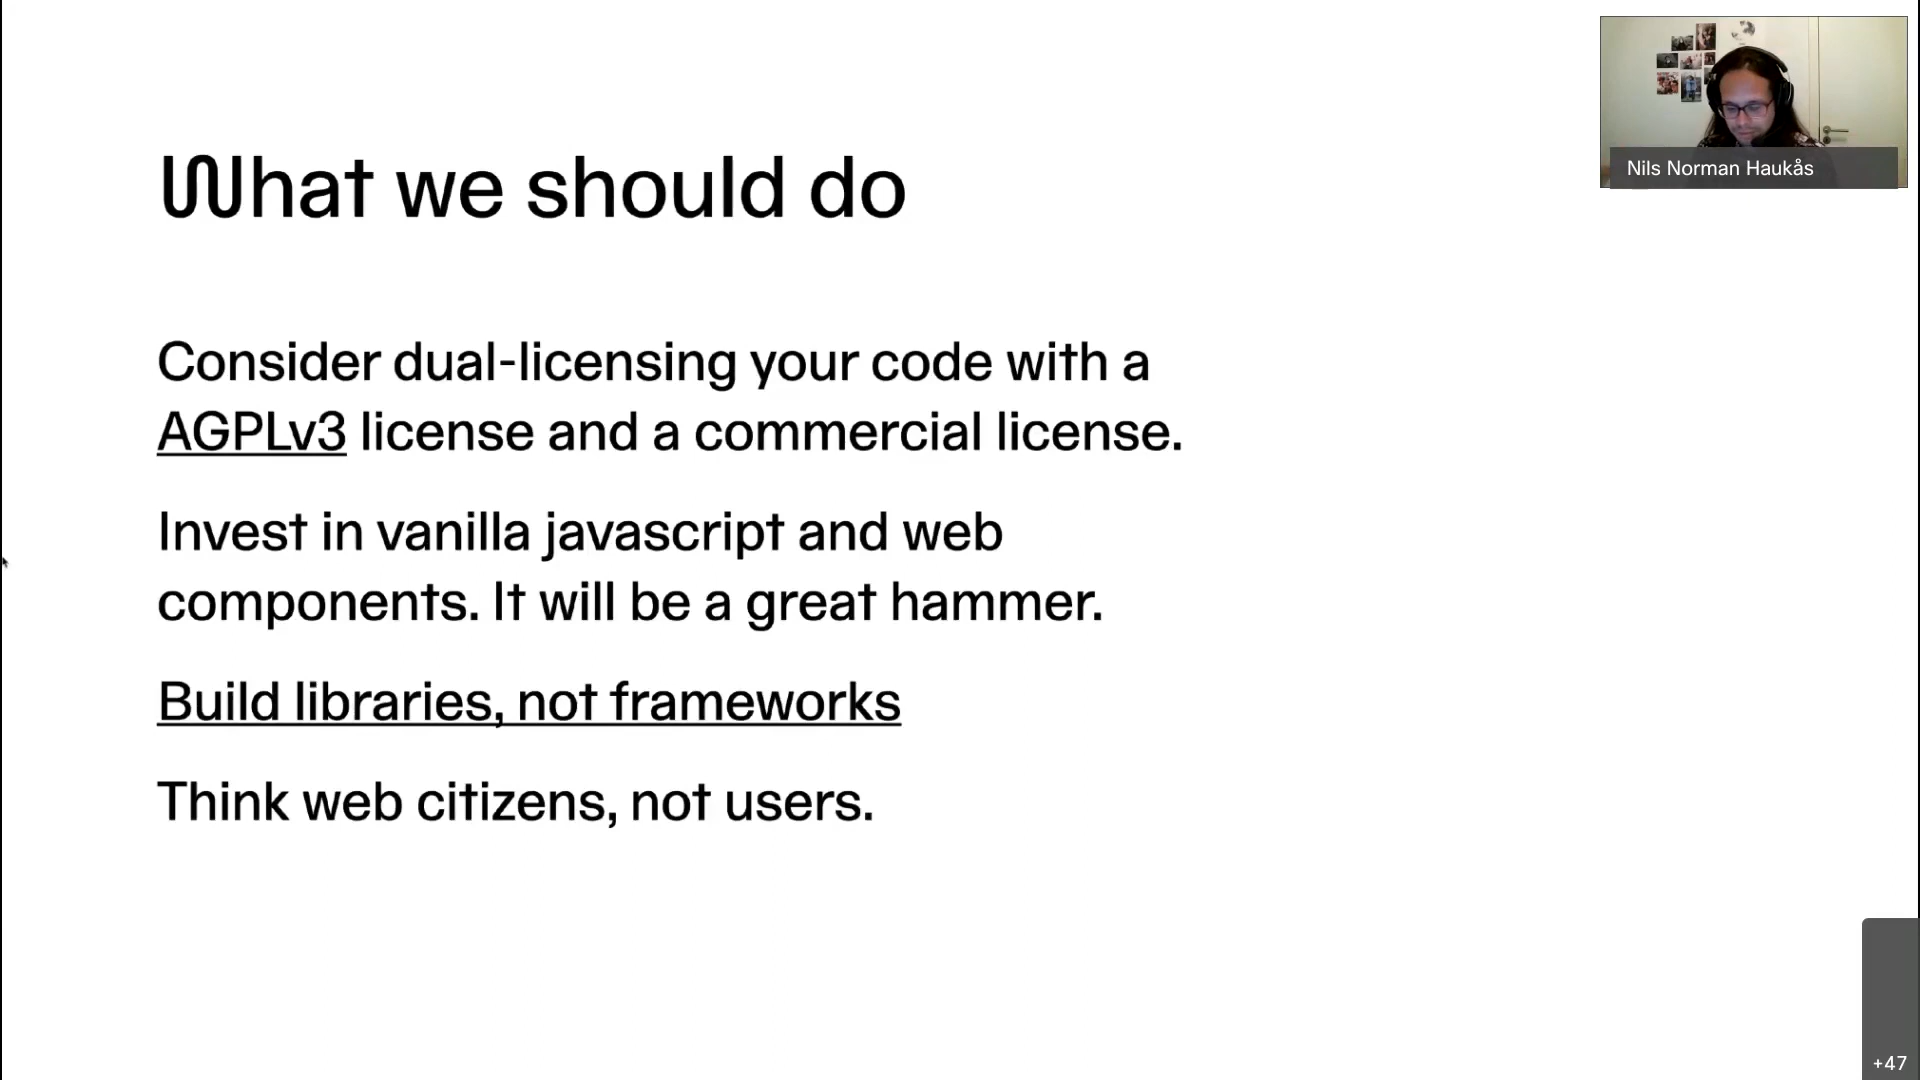 What we should do
Consider dual-licensing your code with a
AGPLv3 license and a commercial license.
Invest in vanilla javascript and web
components. It will be a great hammer.
Build libraries, not frameworks
Think web citizens, not users.
Nils Norman Haukås
+47